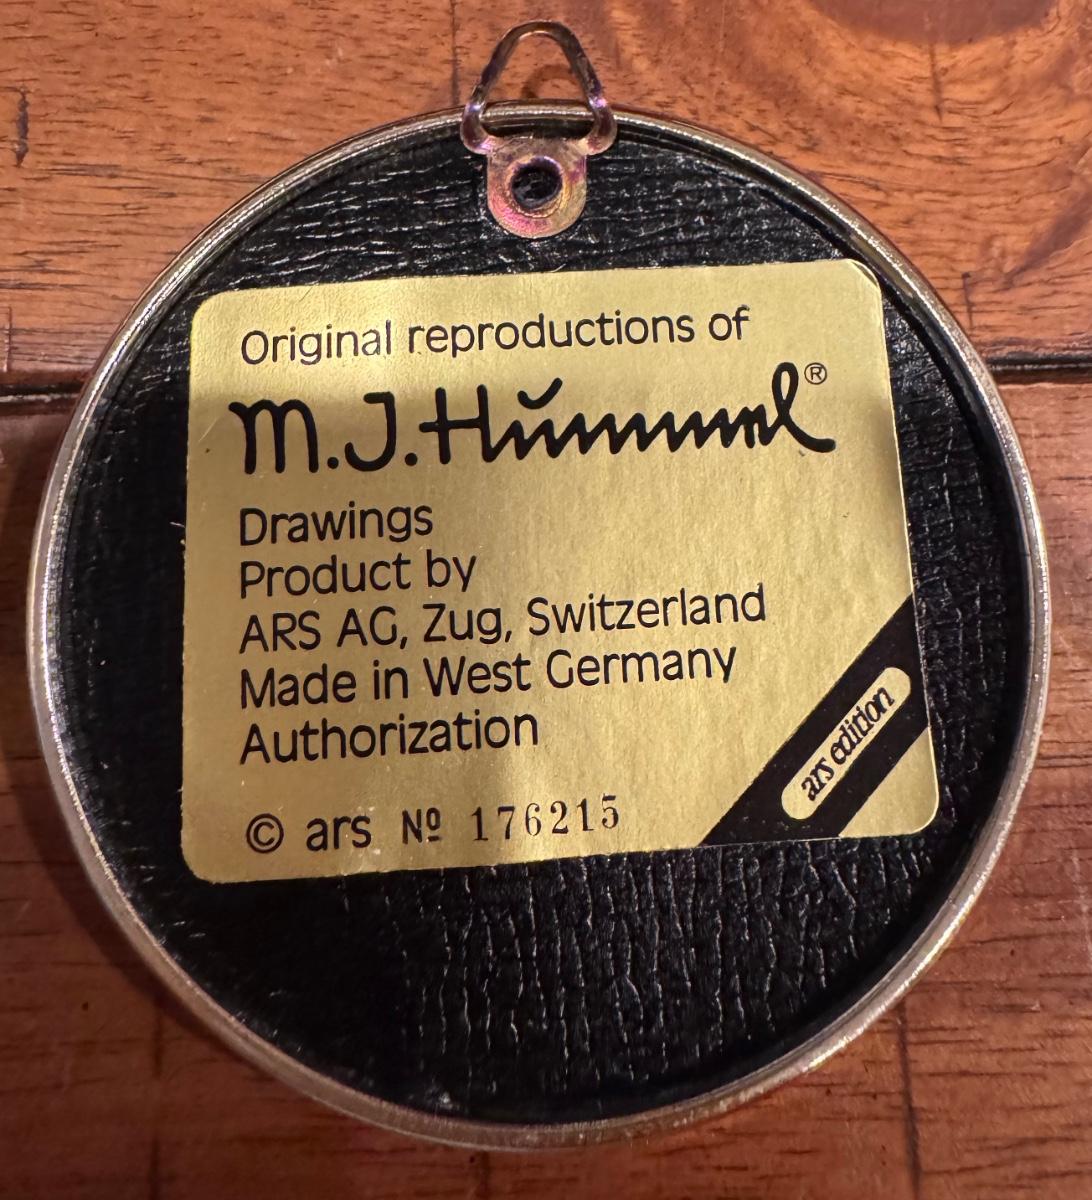 Original reproductions of
M.J. Hummel®
Drawings
Product by
ARS AG, Zug, Switzerland
Made in West Germany
Authorization
© ars Nº 176215
ars edition